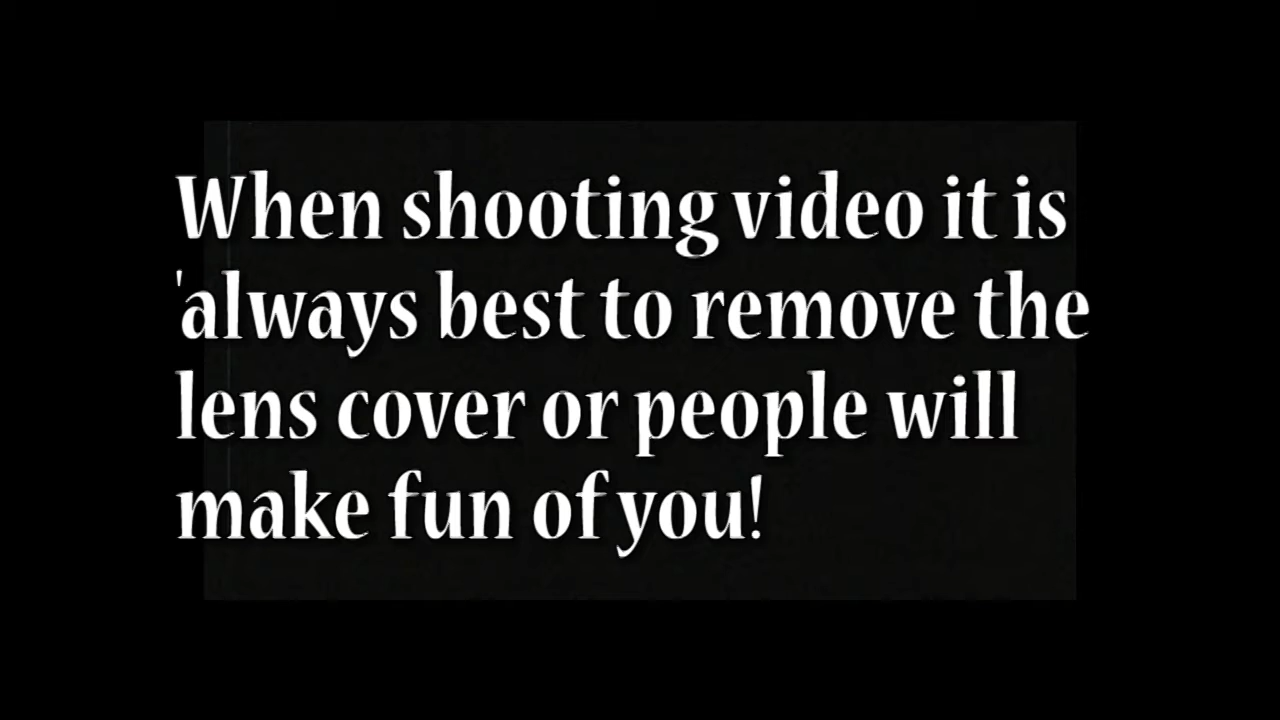 When shooting video it is
'always best to remove the
lens cover or people will
make fun of you!